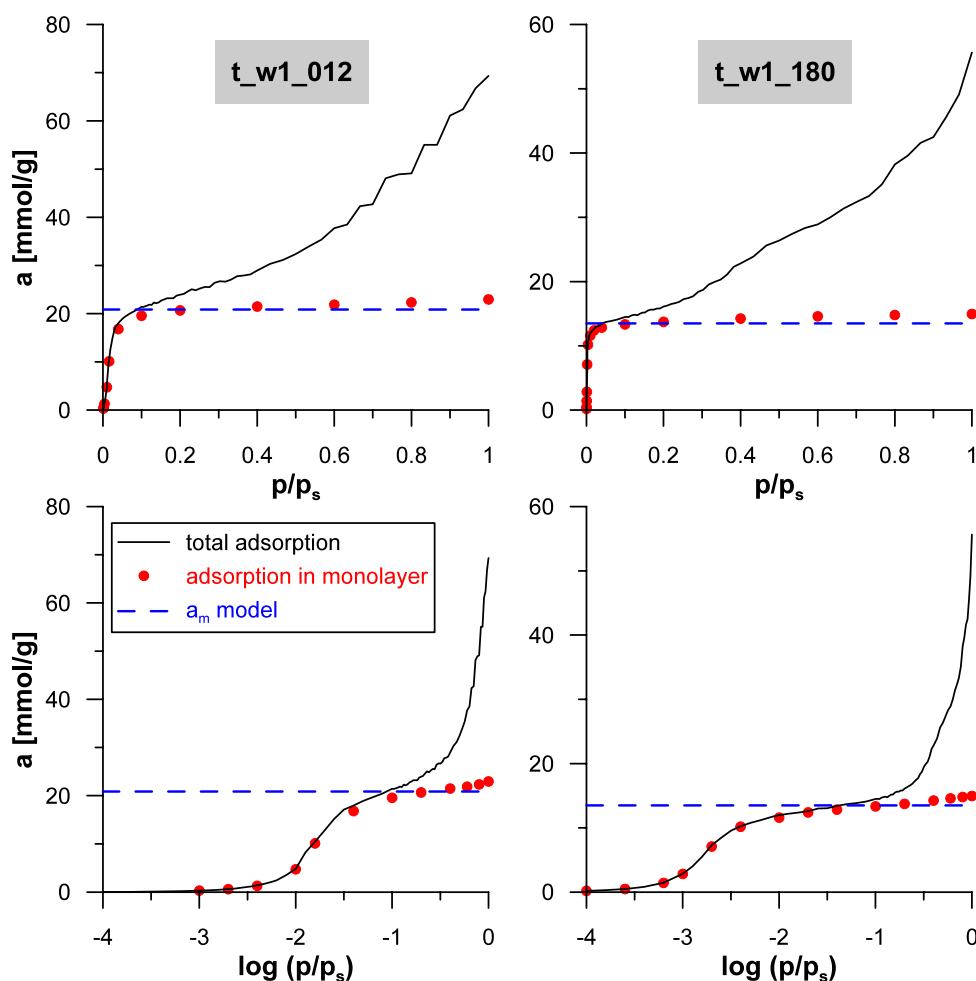 t_w1_012
80
60
40
20
0
a [mmol/g]
0 0.2 0.4 0.6 0.8 1
p/pₛ
t_w1_180
60
40
20
0
0 0.2 0.4 0.6 0.8 1
p/pₛ
total adsorption
adsorption in monolayer
aₘ model
80
60
40
20
0
a [mmol/g]
-4 -3 -2 -1 0
log (p/pₛ)
60
40
20
0
-4 -3 -2 -1 0
log (p/pₛ)